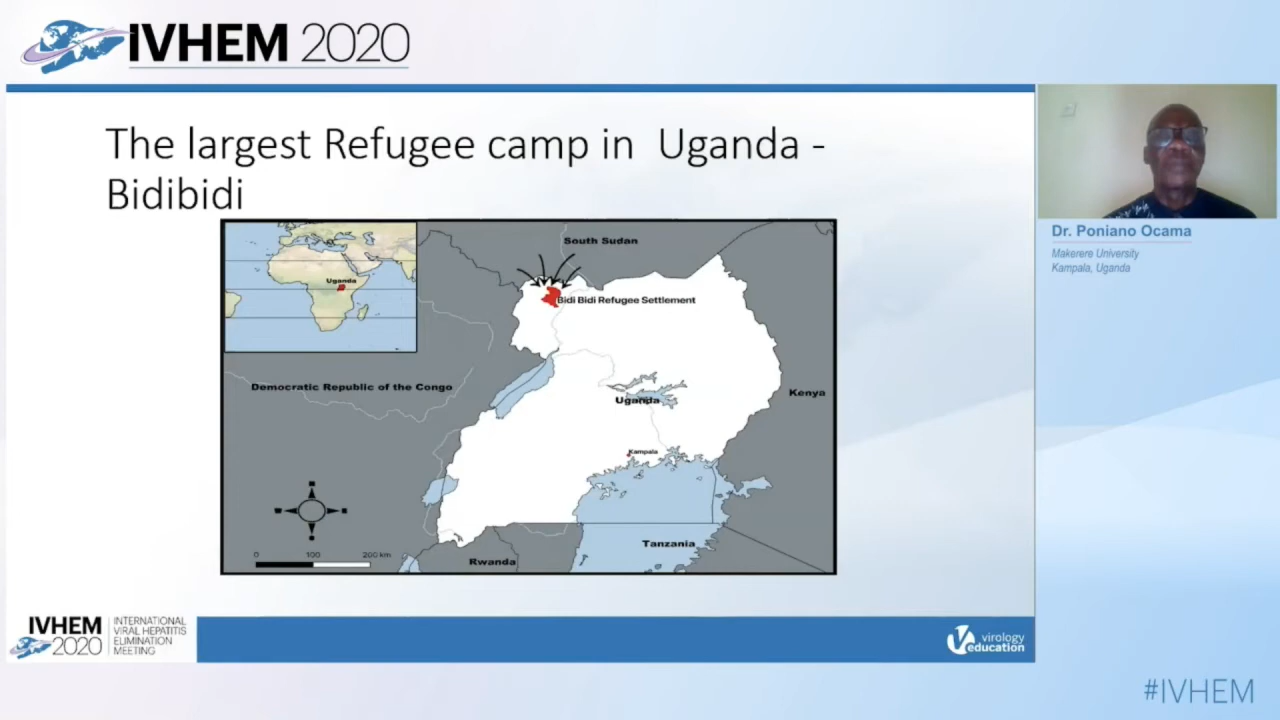 IVHEM 2020
The largest Refugee camp in Uganda -
Bidibidi
South Sudan
Uganda
Bidi Bidi Refugee Settlement
Democratic Republic of the Congo
Kenya
Uganda
Kampala
0 100 200 km
Tanzania
Rwanda
Dr. Poniano Ocama
Makerere University
Kampala, Uganda
IVHEM
2020
INTERNATIONAL
VIRAL HEPATITIS
ELIMINATION
MEETING
virology
education
#IVHEM